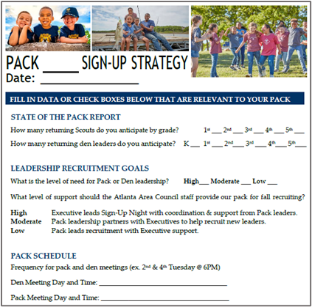 PACK ____ SIGN-UP STRATEGY
Date: ______________
FILL IN DATA OR CHECK BOXES BELOW THAT ARE RELEVANT TO YOUR PACK
STATE OF THE PACK REPORT
How many returning Scouts do you anticipate by grade? 1st ___ 2nd ___ 3rd ___ 4th ___ 5th ___
How many returning den leaders do you anticipate? K ___ 1st ___ 2nd ___ 3rd ___ 4th ___ 5th ___
LEADERSHIP RECRUITMENT GOALS
What is the level of need for Pack or Den leadership? High___ Moderate ___ Low ___
What level of support should the Atlanta Area Council staff provide our pack for fall recruiting?
High Executive leads Sign-Up Night with coordination & support from Pack leaders.
Moderate Pack leadership partners with Executives to help recruit new leaders.
Low Pack leads recruitment with Executive support.
PACK SCHEDULE
Frequency for pack and den meetings (ex. 2nd & 4th Tuesday @ 6PM)
Den Meeting Day and Time: ______________________________
Pack Meeting Day and Time: ______________________________